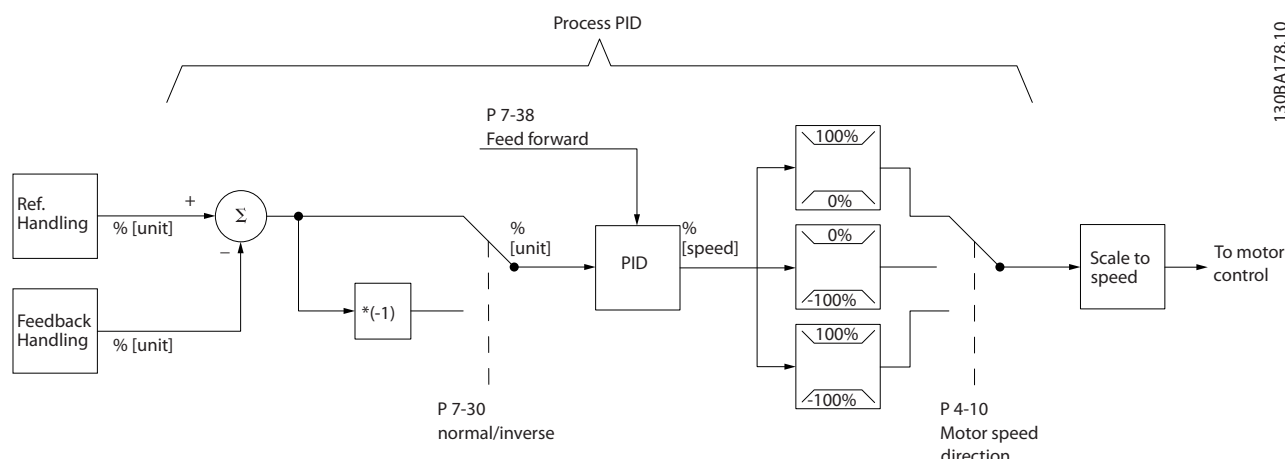 Process PID
130BA178.10
P 7-38
Feed forward
Ref.
Handling
% [unit]
+
Σ
−
Feedback
Handling
% [unit]
*(-1)
P 7-30
normal/inverse
%
[unit]
PID
%
[speed]
100%
0%
0%
-100%
100%
-100%
P 4-10
Motor speed
direction
Scale to
speed
To motor
control